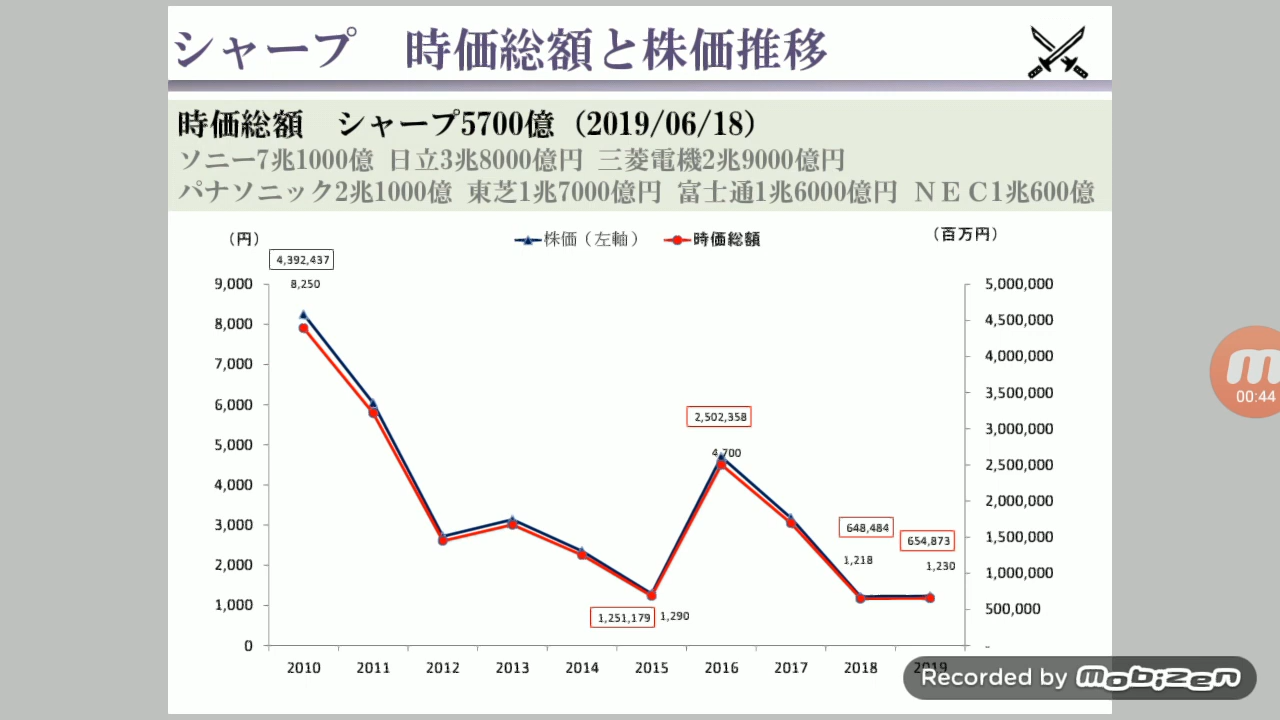 シャープ　時価総額と株価推移
時価総額　シャープ5700億（2019/06/18）
ソニー7兆1000億 日立3兆8000億円 三菱電機2兆9000億円
パナソニック2兆1000億 東芝1兆7000億円 富士通1兆6000億円 ＮＥＣ1兆600億
（円） 株価（左軸） 時価総額 （百万円）
4,392,437
9,000 8,250 5,000,000
8,000 4,500,000
7,000 4,000,000
6,000 3,500,000
2,502,358 3,000,000
5,000 4,700 2,500,000
4,000 2,000,000
3,000 648,484 654,873 1,500,000
2,000 1,218 1,230 1,000,000
1,000 1,251,179 1,290 500,000
0 -
2010 2011 2012 2013 2014 2015 2016 2017 2018 2019
00:44
Recorded by mobizen